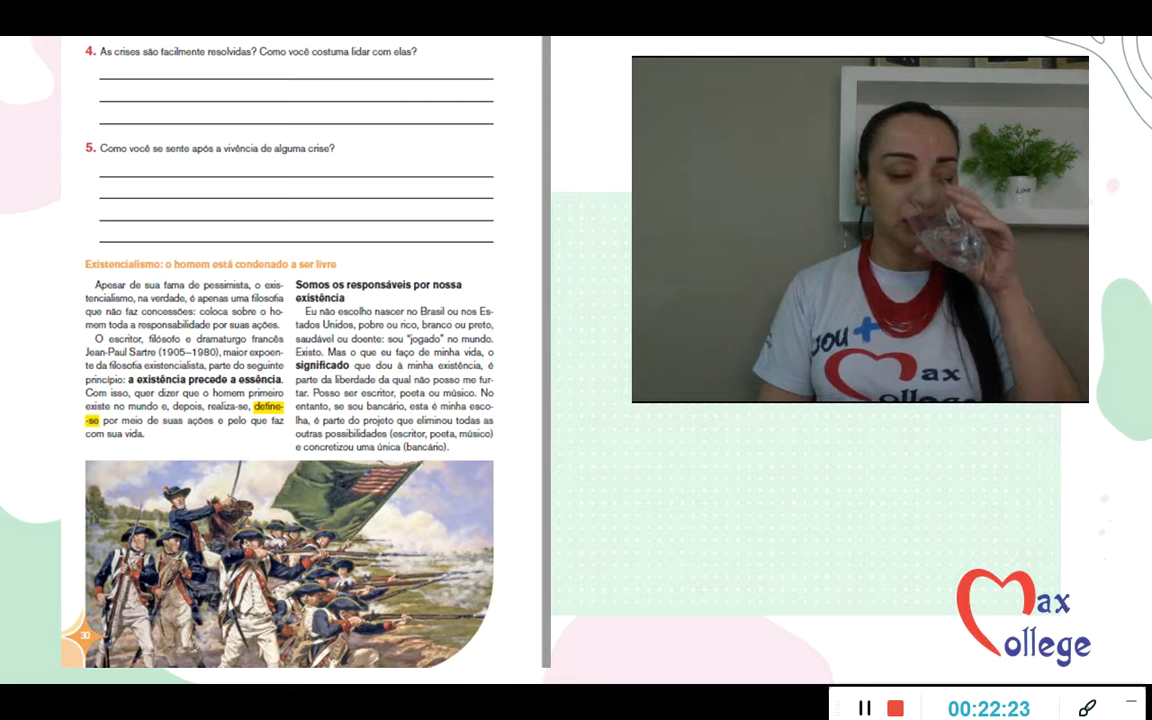 4. As crises são facilmente resolvidas? Como você costuma lidar com elas?
5. Como você se sente após a vivência de alguma crise?
Existencialismo: o homem está condenado a ser livre
Apesar de sua fama de pessimista, o exis-
tencialismo, na verdade, é apenas uma filosofia
que não faz concessões: coloca sobre o ho-
mem toda a responsabilidade por suas ações.
O escritor, filósofo e dramaturgo francês
Jean-Paul Sartre (1905–1980), maior expoen-
te da filosofia existencialista, parte do seguinte
princípio: a existência precede a essência.
Com isso, quer dizer que o homem primeiro
existe no mundo e, depois, realiza-se, define-
-se por meio de suas ações e pelo que faz
com sua vida.
Somos os responsáveis por nossa
existência
Eu não escolho nascer no Brasil ou nos Es-
tados Unidos, pobre ou rico, branco ou preto,
saudável ou doente: sou “jogado” no mundo.
Existo. Mas o que eu faço de minha vida, o
significado que dou à minha existência, é
parte da liberdade da qual não posso me fur-
tar. Posso ser escritor, poeta ou músico. No
entanto, se sou bancário, esta é minha esco-
lha, é parte do projeto que eliminou todas as
outras possibilidades (escritor, poeta, músico)
e concretizou uma única (bancário).
30
Love
sou+
Max
College
Max
College
00:22:23